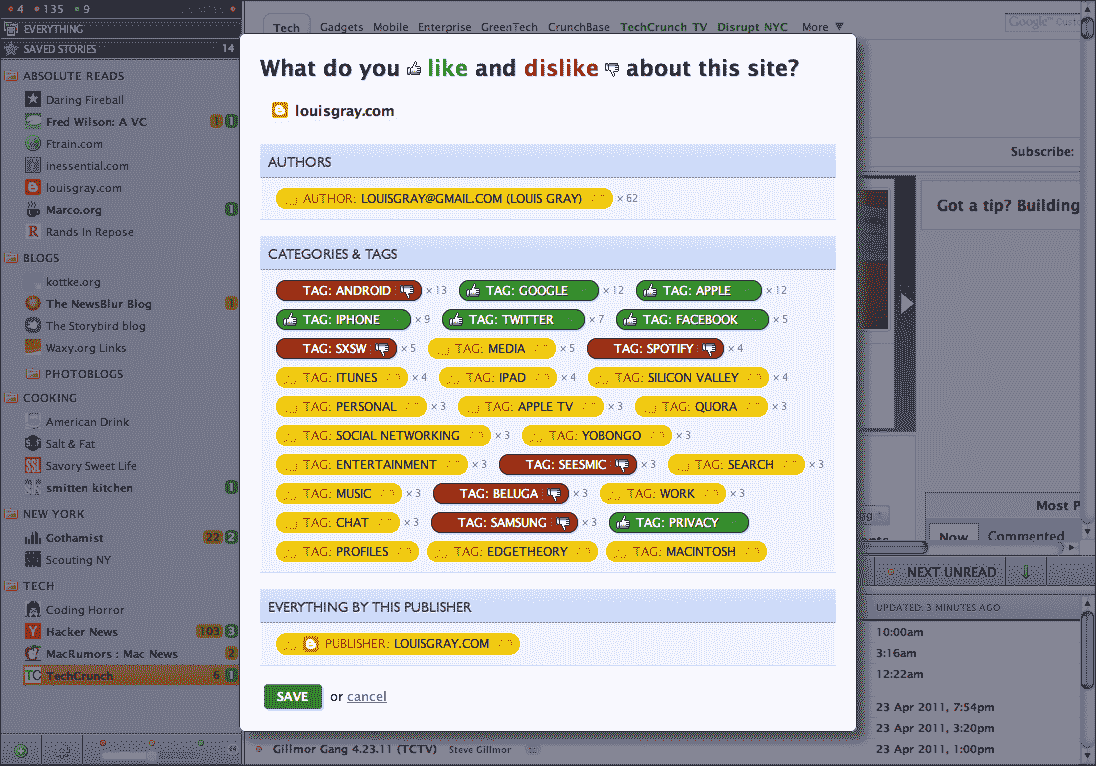 4 135 9
EVERYTHING
SAVED STORIES 14
ABSOLUTE READS
Daring Fireball
Fred Wilson: A VC 1 1
Ftrain.com
inessential.com
louisgray.com
Marco.org 1
Rands In Repose
BLOGS
kottke.org
The NewsBlur Blog 1
The Storybird blog
Waxy.org Links
PHOTOBLOGS
COOKING
American Drink
Salt & Fat
Savory Sweet Life
smitten kitchen 1
NEW YORK
Gothamist 22 2
Scouting NY
TECH
Coding Horror
Hacker News 103 3
MacRumors : Mac News 2
TechCrunch 6 1
Tech Gadgets Mobile Enterprise GreenTech CrunchBase TechCrunch TV Disrupt NYC More
Google
What do you like and dislike about this site?
louisgray.com
AUTHORS
AUTHOR: LOUISGRAY@GMAIL.COM (LOUIS GRAY) × 62
CATEGORIES & TAGS
TAG: ANDROID × 13 TAG: GOOGLE × 12 TAG: APPLE × 12
TAG: IPHONE × 9 TAG: TWITTER × 7 TAG: FACEBOOK × 5
TAG: SXSW × 5 TAG: MEDIA × 5 TAG: SPOTIFY × 4
TAG: ITUNES × 4 TAG: IPAD × 4 TAG: SILICON VALLEY × 4
TAG: PERSONAL × 3 TAG: APPLE TV × 3 TAG: QUORA × 3
TAG: SOCIAL NETWORKING × 3 TAG: YOBONGO × 3
TAG: ENTERTAINMENT × 3 TAG: SEESMIC × 3 TAG: SEARCH × 3
TAG: MUSIC × 3 TAG: BELUGA × 3 TAG: WORK × 3
TAG: CHAT × 3 TAG: SAMSUNG × 3 TAG: PRIVACY
TAG: PROFILES TAG: EDGETHEORY TAG: MACINTOSH
EVERYTHING BY THIS PUBLISHER
PUBLISHER: LOUISGRAY.COM
SAVE or cancel
Subscribe:
Got a tip? Building
Most P
Now Commented
NEXT UNREAD
UPDATED: 3 MINUTES AGO
10:00am
3:16am
12:22am
23 Apr 2011, 7:54pm
23 Apr 2011, 3:20pm
Gillmor Gang 4.23.11 (TCTV) Steve Gillmor 23 Apr 2011, 1:00pm